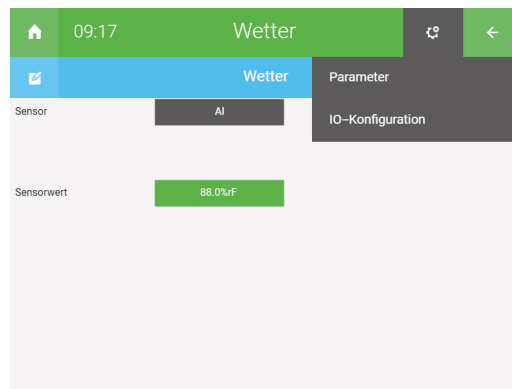 09:17 Wetter
Wetter
Parameter
Sensor AI
IO–Konfiguration
Sensorwert 88.0%rF